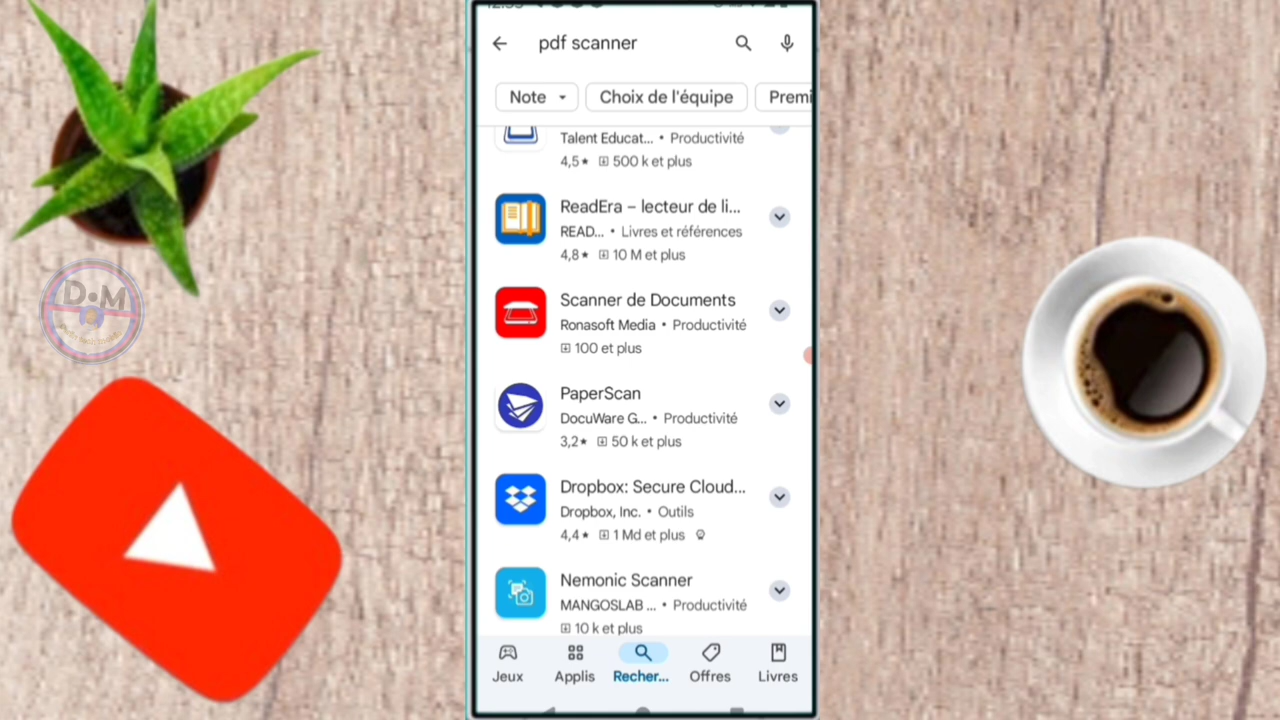 pdf scanner
Note
Choix de l'équipe
Premi
Talent Educat... • Productivité
4,5★ 500 k et plus
ReadEra – lecteur de li...
READ... • Livres et références
4,8★ 10 M et plus
Scanner de Documents
Ronasoft Media • Productivité
100 et plus
PaperScan
DocuWare G... • Productivité
3,2★ 50 k et plus
Dropbox: Secure Cloud...
Dropbox, Inc. • Outils
4,4★ 1 Md et plus
Nemonic Scanner
MANGOSLAB ... • Productivité
10 k et plus
Jeux
Applis
Recher...
Offres
Livres
D•M